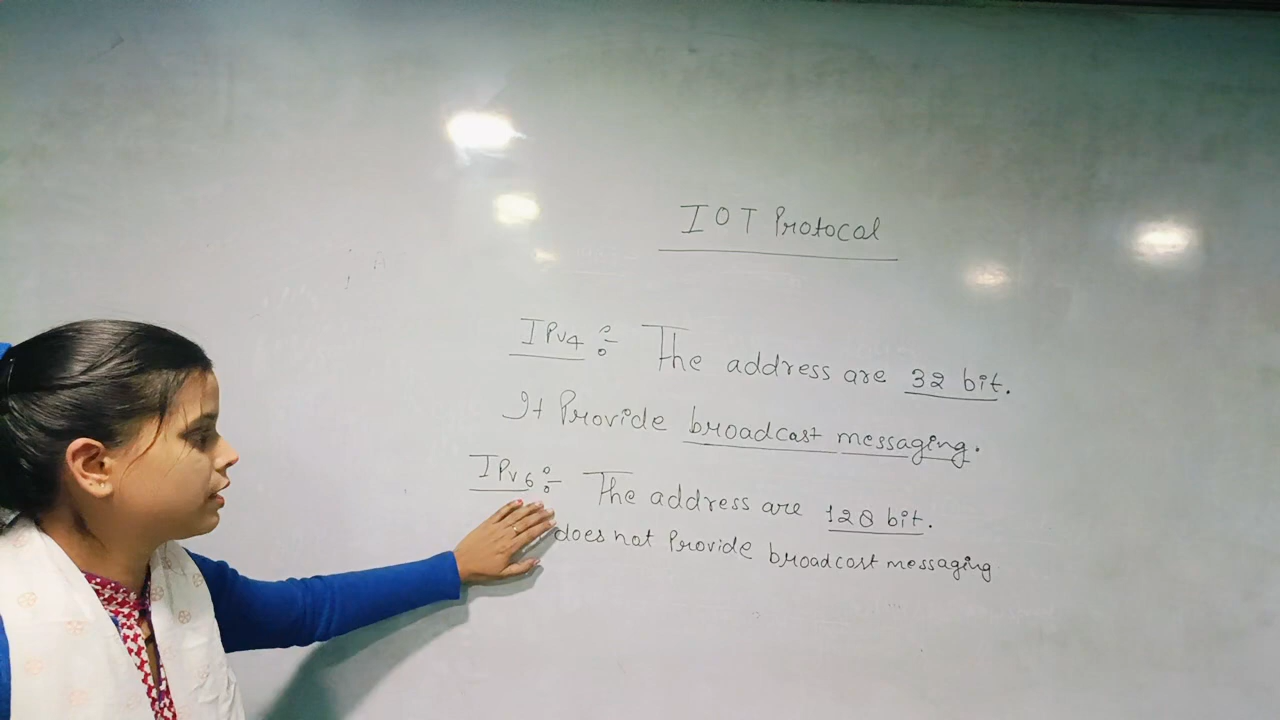 IOT Protocal
IPv4 :- The address are 32 bit.
It Provide broadcast messaging.
IPv6 :- The address are 128 bit.
does not Provide broadcast messaging